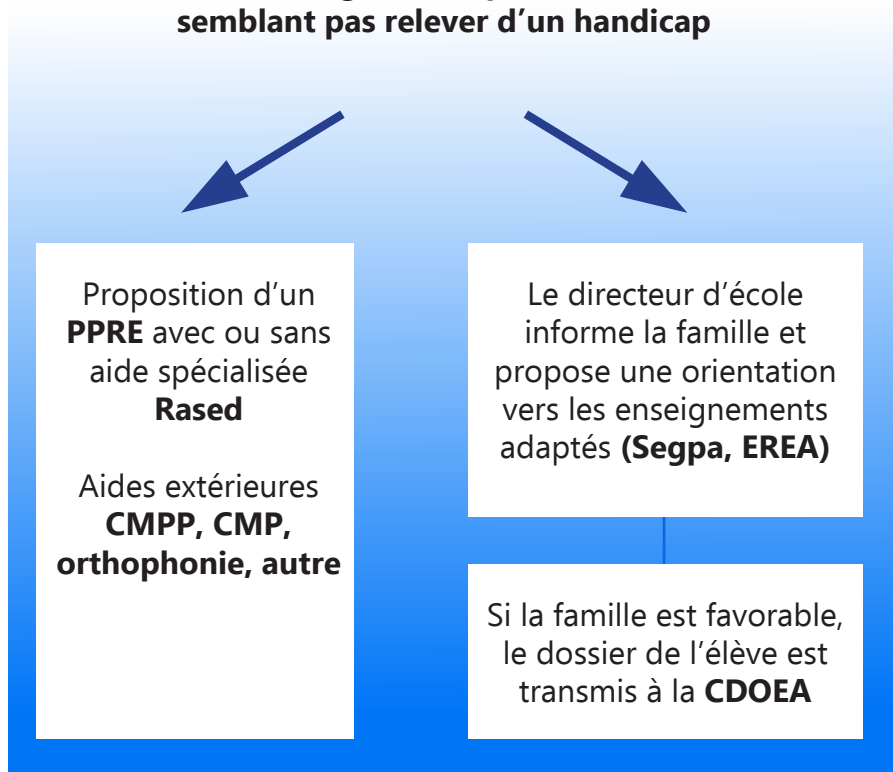 semblant pas relever d’un handicap
Proposition d’un
PPRE avec ou sans
aide spécialisée
Rased
Aides extérieures
CMPP, CMP,
orthophonie, autre
Le directeur d’école
informe la famille et
propose une orientation
vers les enseignements
adaptés (Segpa, EREA)
Si la famille est favorable,
le dossier de l’élève est
transmis à la CDOEA